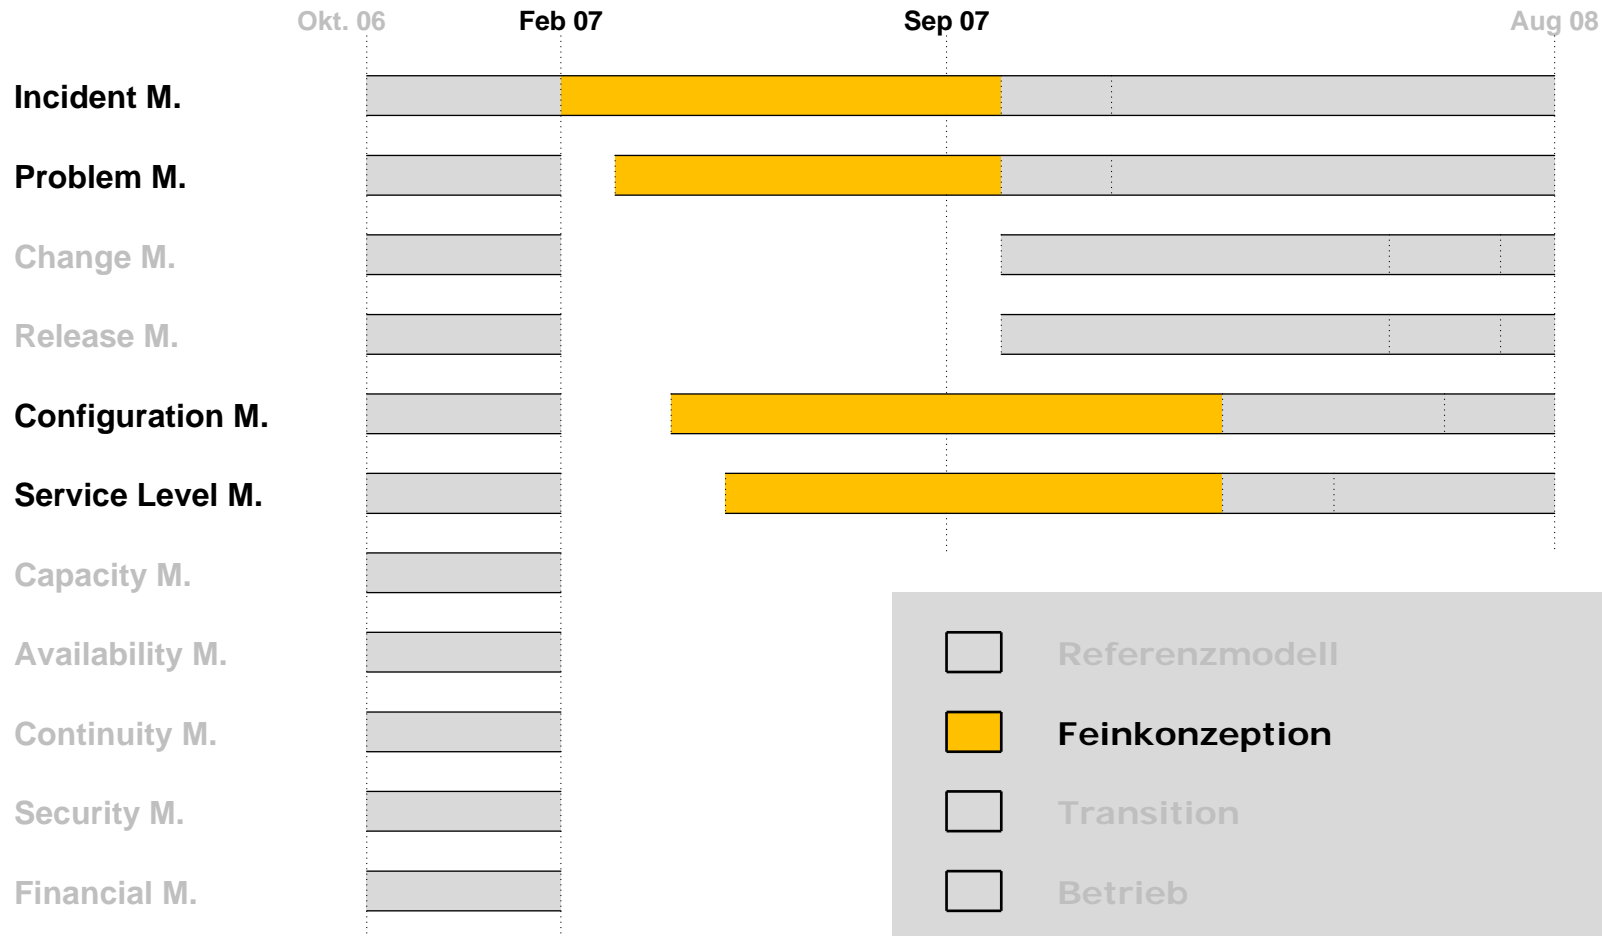 Okt. 06 Feb 07 Sep 07 Aug 08
Incident M.
Problem M.
Change M.
Release M.
Configuration M.
Service Level M.
Capacity M.
Availability M.
Referenzmodell
Continuity M.
Feinkonzeption
Security M.
Transition
Financial M.
Betrieb